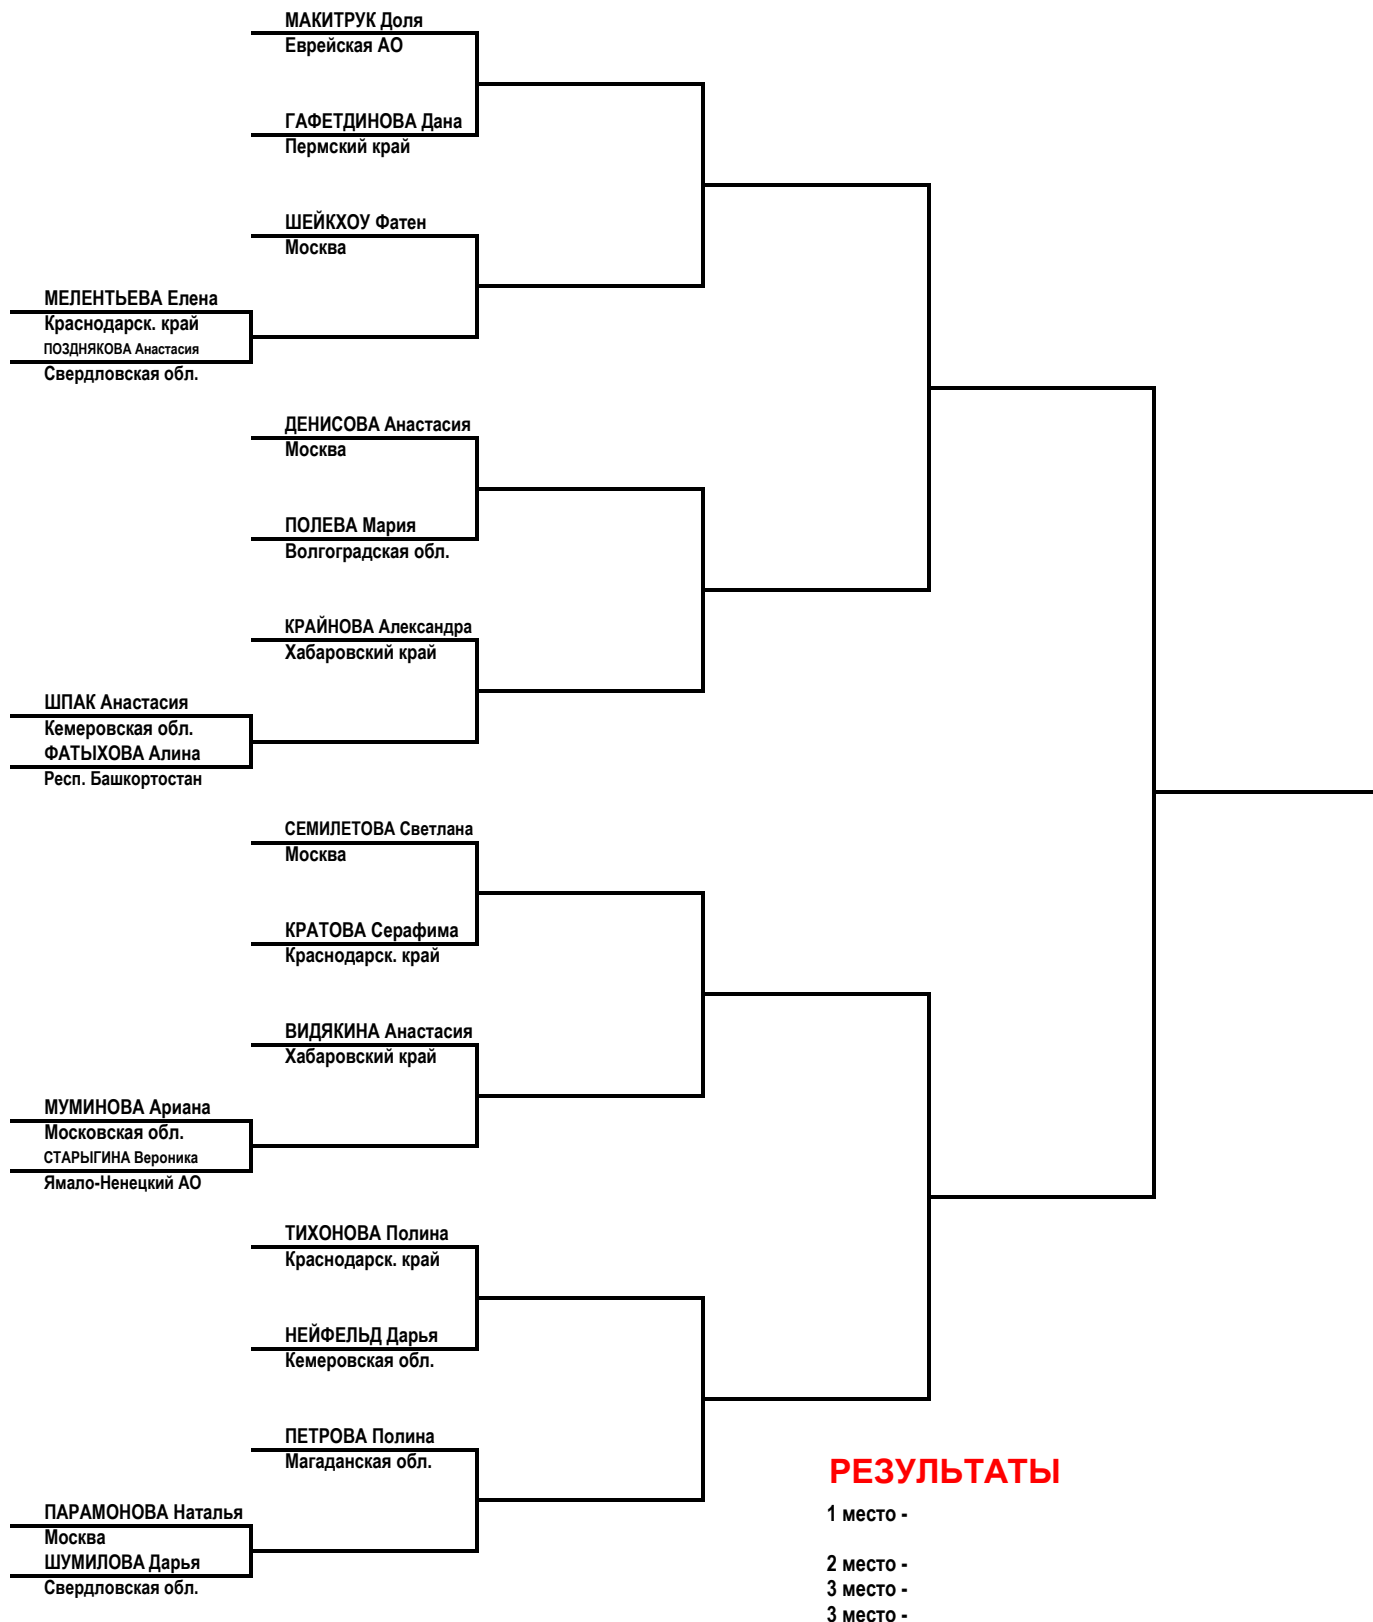 МАКИТРУК Доля
Еврейская АО
ГАФЕТДИНОВА Дана
Пермский край
ШЕЙКХОУ Фатен
Москва
МЕЛЕНТЬЕВА Елена
Краснодарск. край
ПОЗДНЯКОВА Анастасия
Свердловская обл.
ДЕНИСОВА Анастасия
Москва
ПОЛЕВА Мария
Волгоградская обл.
КРАЙНОВА Александра
Хабаровский край
ШПАК Анастасия
Кемеровская обл.
ФАТЫХОВА Алина
Респ. Башкортостан
СЕМИЛЕТОВА Светлана
Москва
КРАТОВА Серафима
Краснодарск. край
ВИДЯКИНА Анастасия
Хабаровский край
МУМИНОВА Ариана
Московская обл.
СТАРЫГИНА Вероника
Ямало-Ненецкий АО
ТИХОНОВА Полина
Краснодарск. край
НЕЙФЕЛЬД Дарья
Кемеровская обл.
ПЕТРОВА Полина
Магаданская обл.
ПАРАМОНОВА Наталья
Москва
ШУМИЛОВА Дарья
Свердловская обл.
РЕЗУЛЬТАТЫ
1 место -
2 место -
3 место -
3 место -